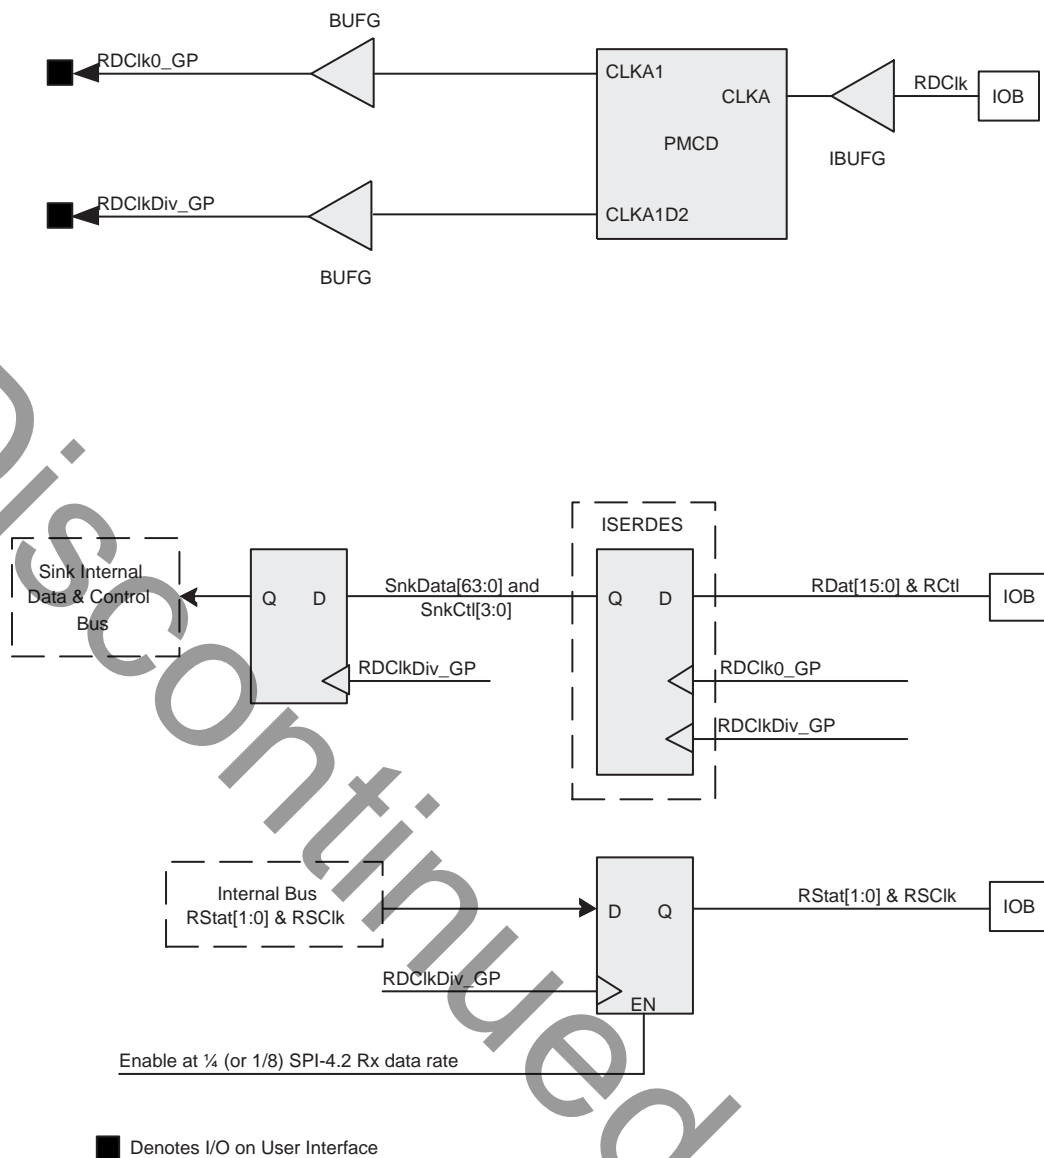 BUFG
RDClk0_GP
CLKA1
CLKA
RDClk
IOB
PMCD
IBUFG
RDClkDiv_GP
CLKA1D2
BUFG
ISERDES
Sink Internal
Data & Control
Bus
Q D
SnkData[63:0] and
SnkCtl[3:0]
Q D
RDat[15:0] & RCtl
IOB
RDClkDiv_GP
RDClk0_GP
RDClkDiv_GP
Internal Bus
RStat[1:0] & RSClk
D Q
RStat[1:0] & RSClk
IOB
RDClkDiv_GP
EN
Enable at ¼ (or 1/8) SPI-4.2 Rx data rate
Denotes I/O on User Interface
Discontinued